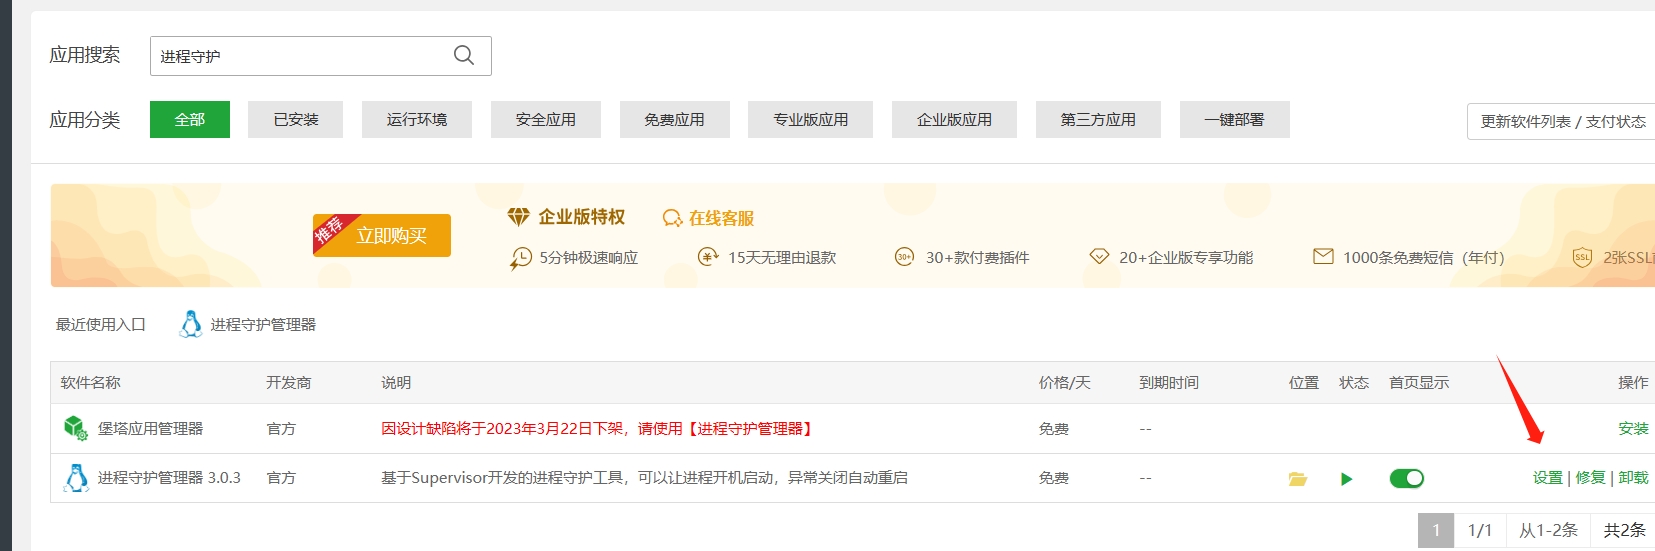 应用搜索 进程守护
应用分类 全部 已安装 运行环境 安全应用 免费应用 专业版应用 企业版应用 第三方应用 一键部署 更新软件列表 / 支付状态
推荐 立即购买
企业版特权 在线客服
5分钟极速响应 15天无理由退款 30+ 30+款付费插件 20+企业版专享功能 1000条免费短信（年付） SSL 2张SSL
最近使用入口 进程守护管理器
软件名称 开发商 说明 价格/天 到期时间 位置 状态 首页显示 操作
堡塔应用管理器 官方 因设计缺陷将于2023年3月22日下架，请使用【进程守护管理器】 免费 -- 安装
进程守护管理器 3.0.3 官方 基于Supervisor开发的进程守护工具，可以让进程开机启动，异常关闭自动重启 免费 -- 设置 | 修复 | 卸载
1 1/1 从1-2条 共2条